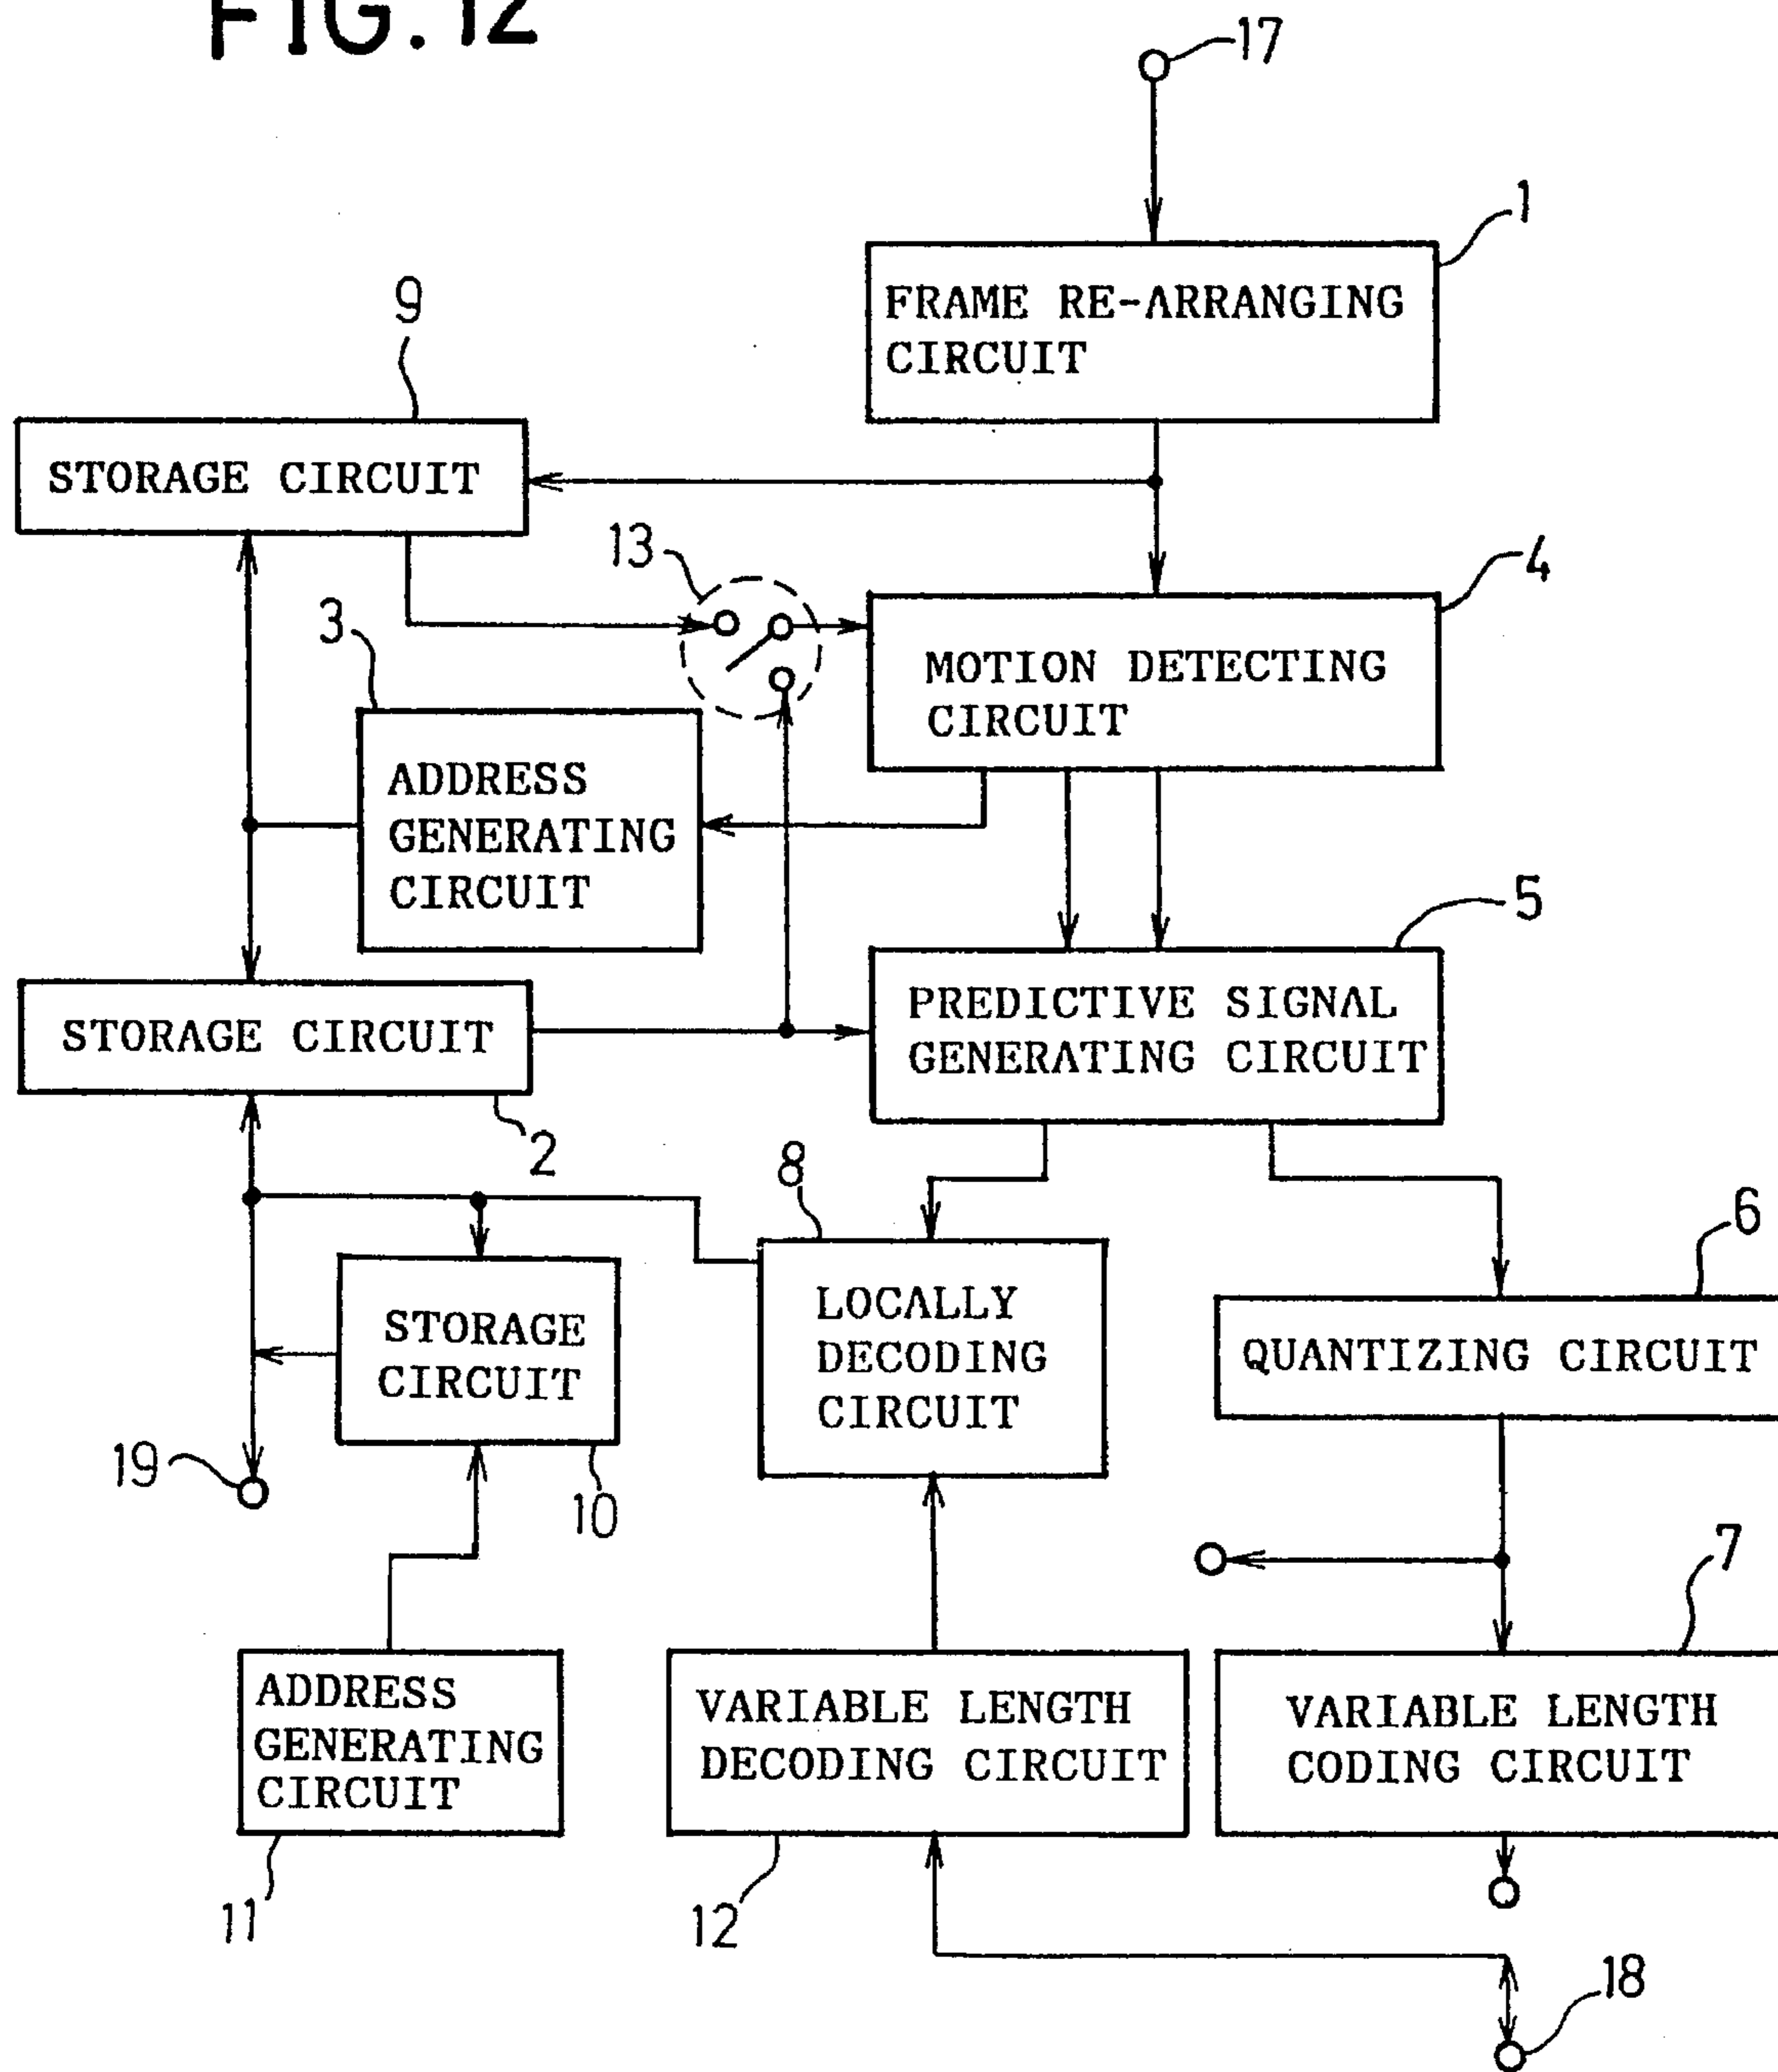 FIG. 12
17
1
FRAME RE-ARRANGING
CIRCUIT
9
STORAGE CIRCUIT
13
4
3
MOTION DETECTING
CIRCUIT
ADDRESS
GENERATING
CIRCUIT
5
PREDICTIVE SIGNAL
GENERATING CIRCUIT
STORAGE CIRCUIT
2
8
6
STORAGE
CIRCUIT
LOCALLY
DECODING
CIRCUIT
QUANTIZING CIRCUIT
19
10
7
ADDRESS
GENERATING
CIRCUIT
VARIABLE LENGTH
DECODING CIRCUIT
VARIABLE LENGTH
CODING CIRCUIT
11
12
18